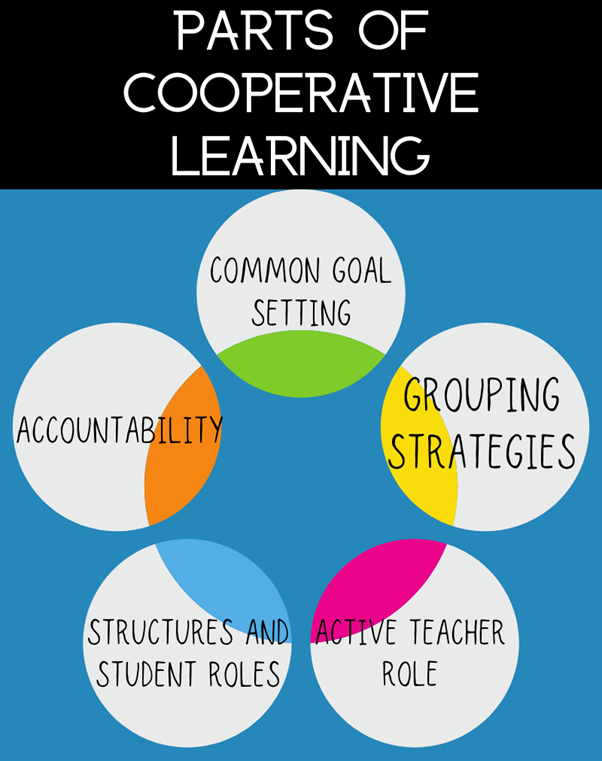 PARTS OF
COOPERATIVE
LEARNING
COMMON GOAL
SETTING
GROUPING
STRATEGIES
ACTIVE TEACHER
ROLE
STRUCTURES AND
STUDENT ROLES
ACCOUNTABILITY